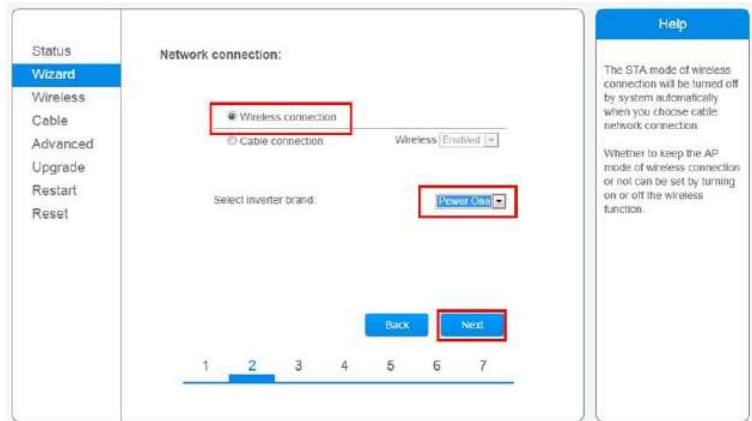 Status
Wizard
Wireless
Cable
Advanced
Upgrade
Restart
Reset
Network connection:
Wireless connection
Cable connection
Wireless Enabled
Select inverter brand:
Power One
Back
Next
1 2 3 4 5 6 7
Help
The STA mode of wireless
connection will be turned off
by system automatically
when you choose cable
network connection.
Whether to keep the AP
mode of wireless connection
or not can be set by turning
on or off the wireless
function.